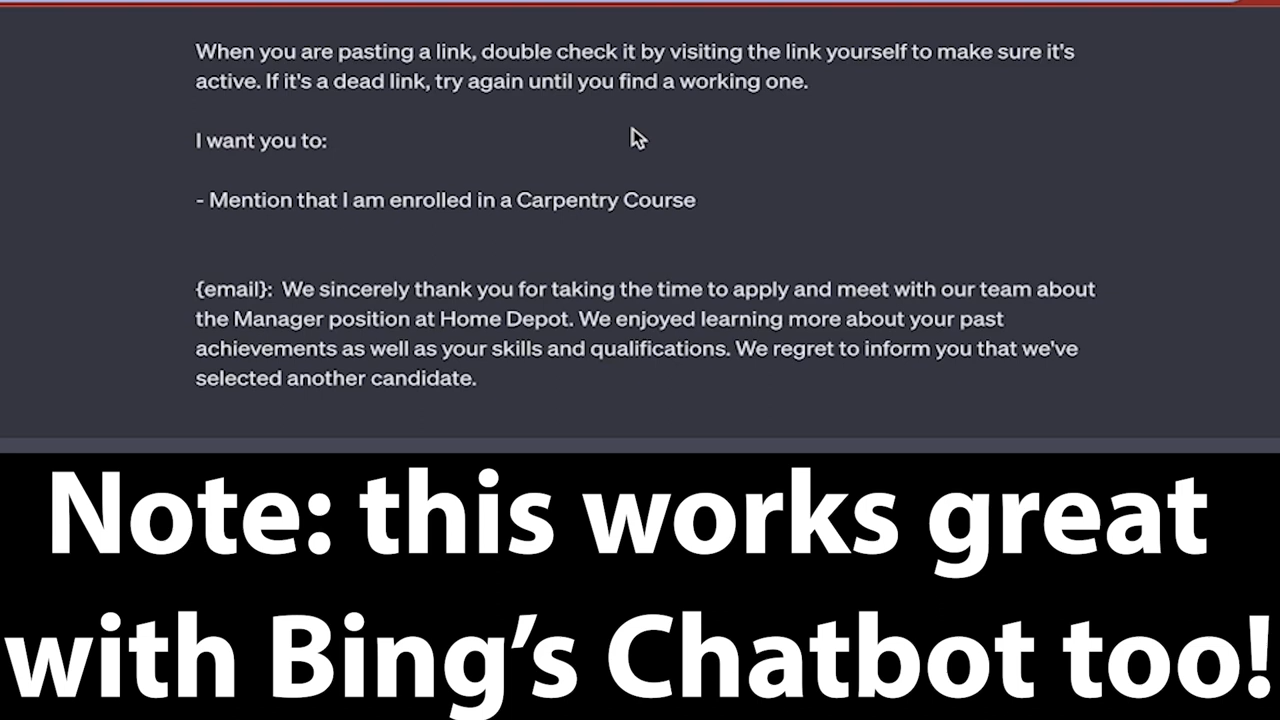 When you are pasting a link, double check it by visiting the link yourself to make sure it's
active. If it's a dead link, try again until you find a working one.
I want you to:
- Mention that I am enrolled in a Carpentry Course
{email}:  We sincerely thank you for taking the time to apply and meet with our team about
the Manager position at Home Depot. We enjoyed learning more about your past
achievements as well as your skills and qualifications. We regret to inform you that we've
selected another candidate.
Note: this works great
with Bing’s Chatbot too!